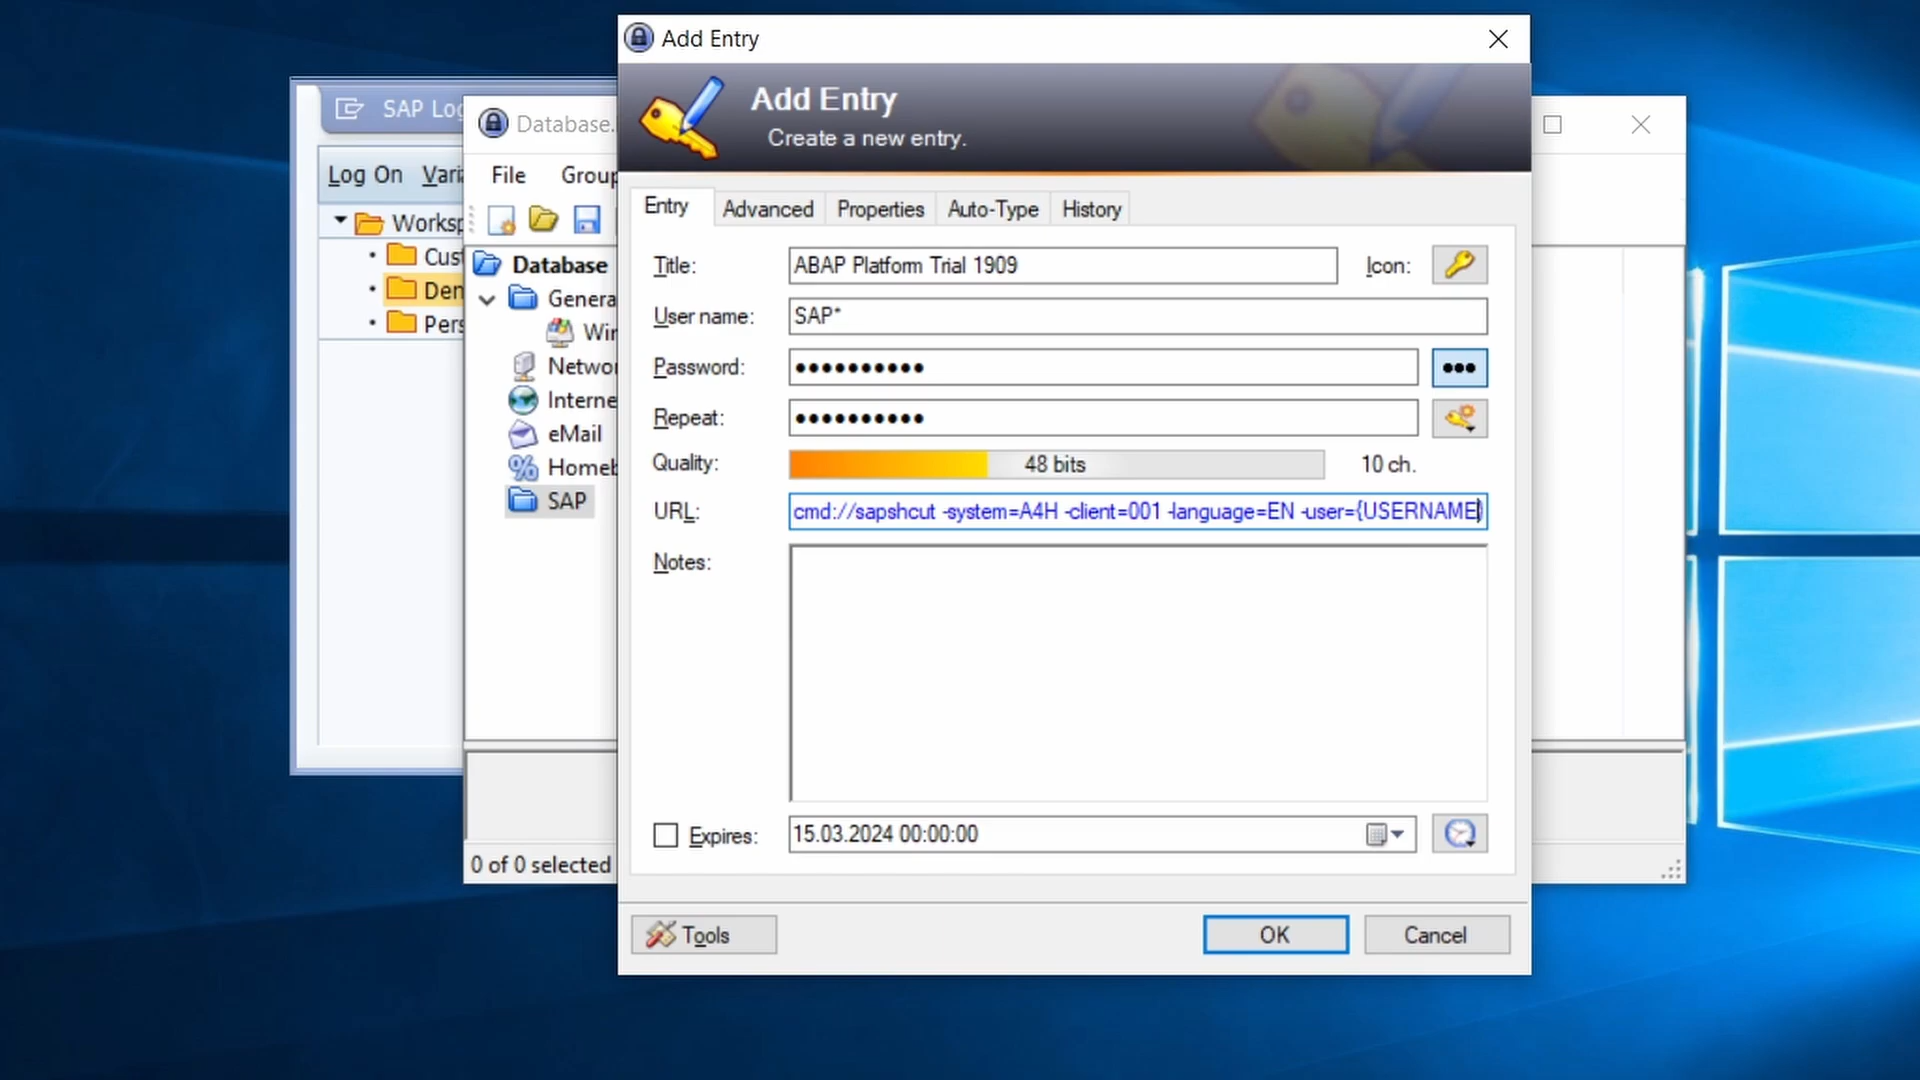 Add Entry
Add Entry
Create a new entry.
SAP Log
Database.
Log On Vari
File Group
Worksp
Cust
Dem
Pers
Database
Genera
Win
Networ
Interne
eMail
Homeb
SAP
0 of 0 selected
Entry Advanced Properties Auto-Type History
Title: ABAP Platform Trial 1909 Icon:
User name: SAP*
Password: ●●●●●●●●●●
Repeat: ●●●●●●●●●●
Quality: 48 bits 10 ch.
URL: cmd://sapshcut -system=A4H -client=001 -language=EN -user={USERNAME}
Notes:
Expires: 15.03.2024 00:00:00
Tools OK Cancel